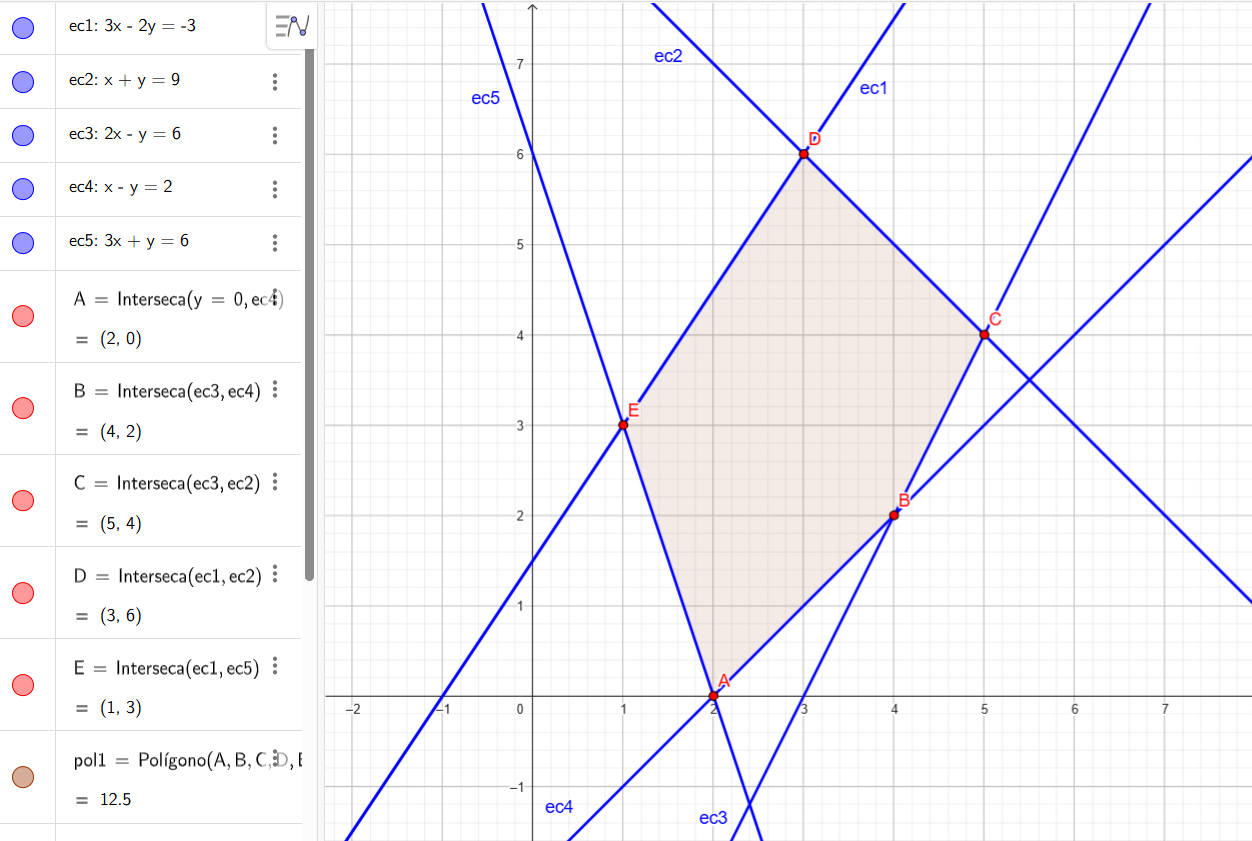 ec1: 3x - 2y = -3
ec2: x + y = 9
ec3: 2x - y = 6
ec4: x - y = 2
ec5: 3x + y = 6
A = Interseca(y = 0, ec4)
= (2, 0)
B = Interseca(ec3, ec4)
= (4, 2)
C = Interseca(ec3, ec2)
= (5, 4)
D = Interseca(ec1, ec2)
= (3, 6)
E = Interseca(ec1, ec5)
= (1, 3)
pol1 = Polígono(A, B, C, D, E
= 12.5
ec2
7
ec1
ec5
D
6
5
C
4
E
3
B
2
1
A
−2 −1 0 1 2 3 4 5 6 7
−1
ec4
ec3